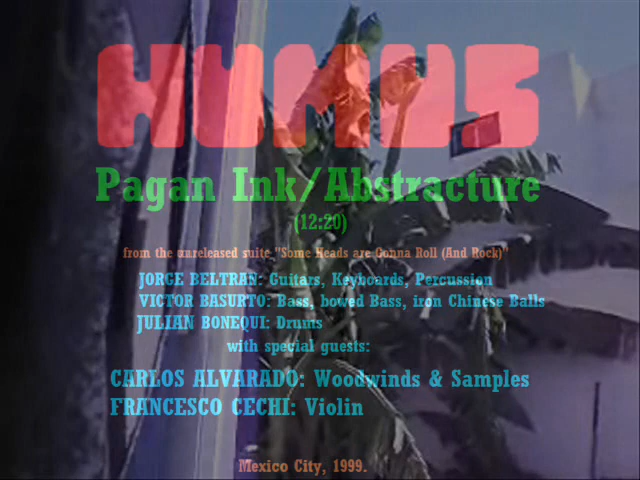 HUMUS
Pagan Ink/Abstracture
(12:20)
from the unreleased suite "Some Heads are Gonna Roll (And Rock)"
JORGE BELTRAN: Guitars, Keyboards, Percussion
VICTOR BASURTO: Bass, bowed Bass, iron Chinese Balls
JULIAN BONEQUI: Drums
with special guests:
CARLOS ALVARADO: Woodwinds & Samples
FRANCESCO CECHI: Violin
Mexico City, 1999.